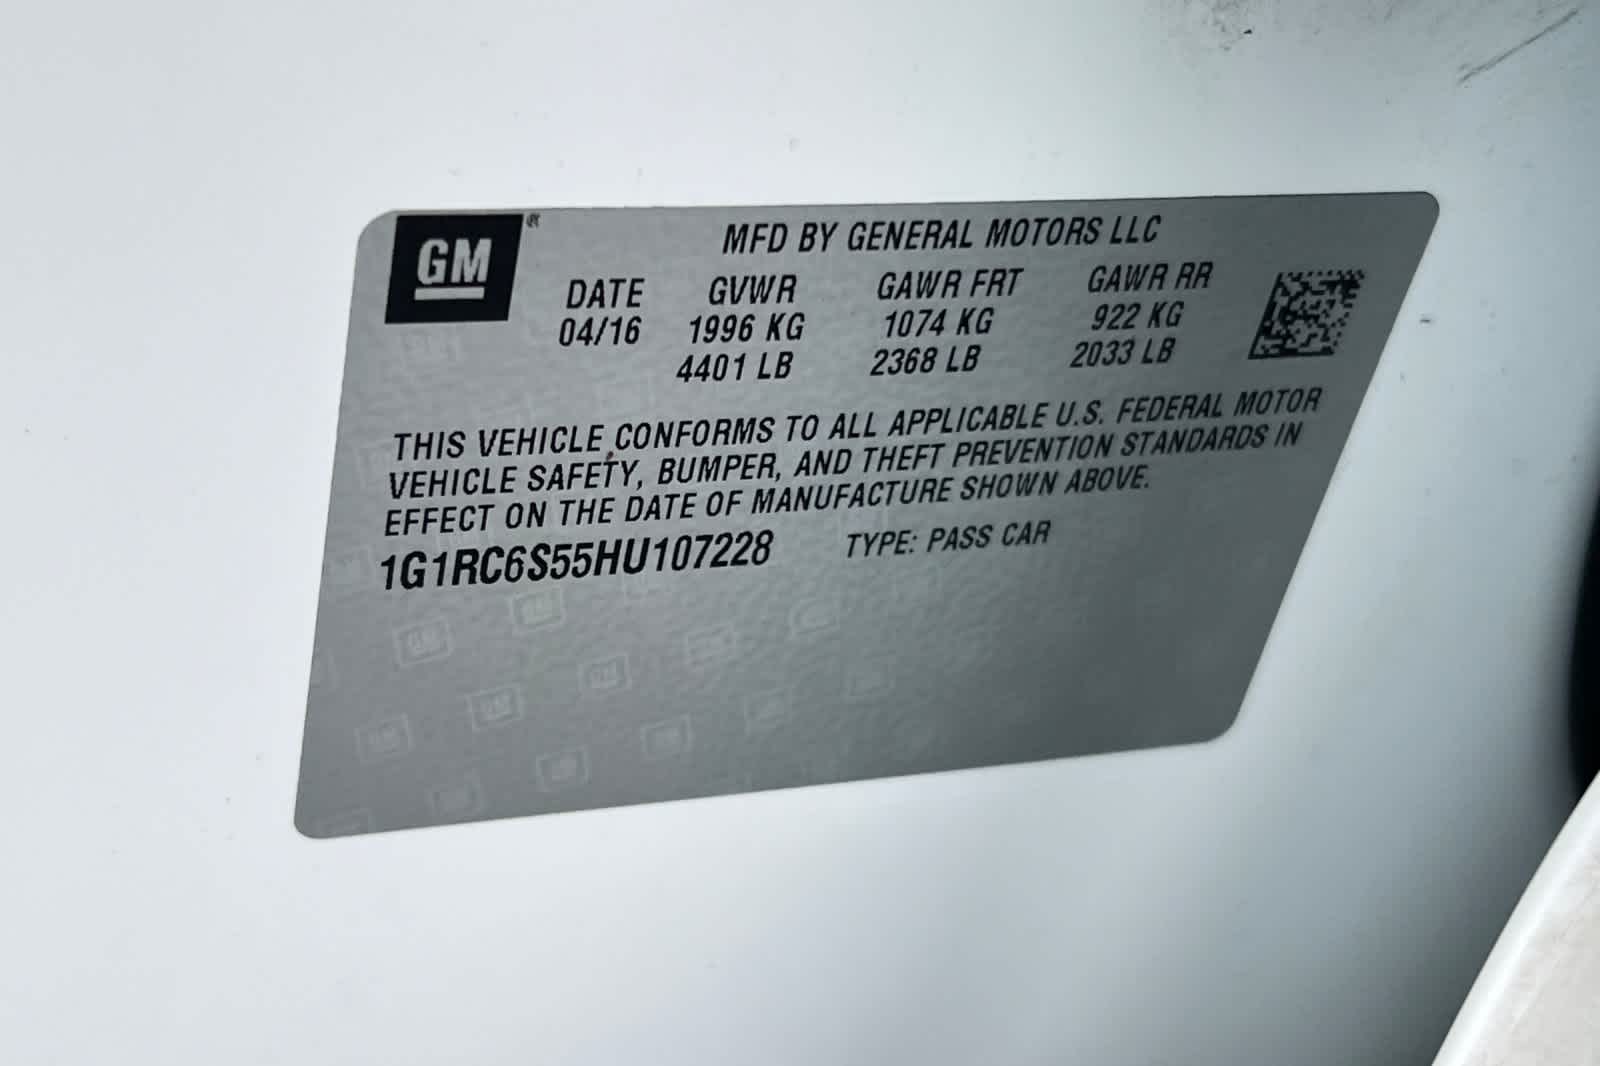 GM®
MFD BY GENERAL MOTORS LLC
DATE GVWR GAWR FRT GAWR RR
04/16 1996 KG 1074 KG 922 KG
4401 LB 2368 LB 2033 LB
THIS VEHICLE CONFORMS TO ALL APPLICABLE U.S. FEDERAL MOTOR
VEHICLE SAFETY, BUMPER, AND THEFT PREVENTION STANDARDS IN
EFFECT ON THE DATE OF MANUFACTURE SHOWN ABOVE.
1G1RC6S55HU107228 TYPE: PASS CAR